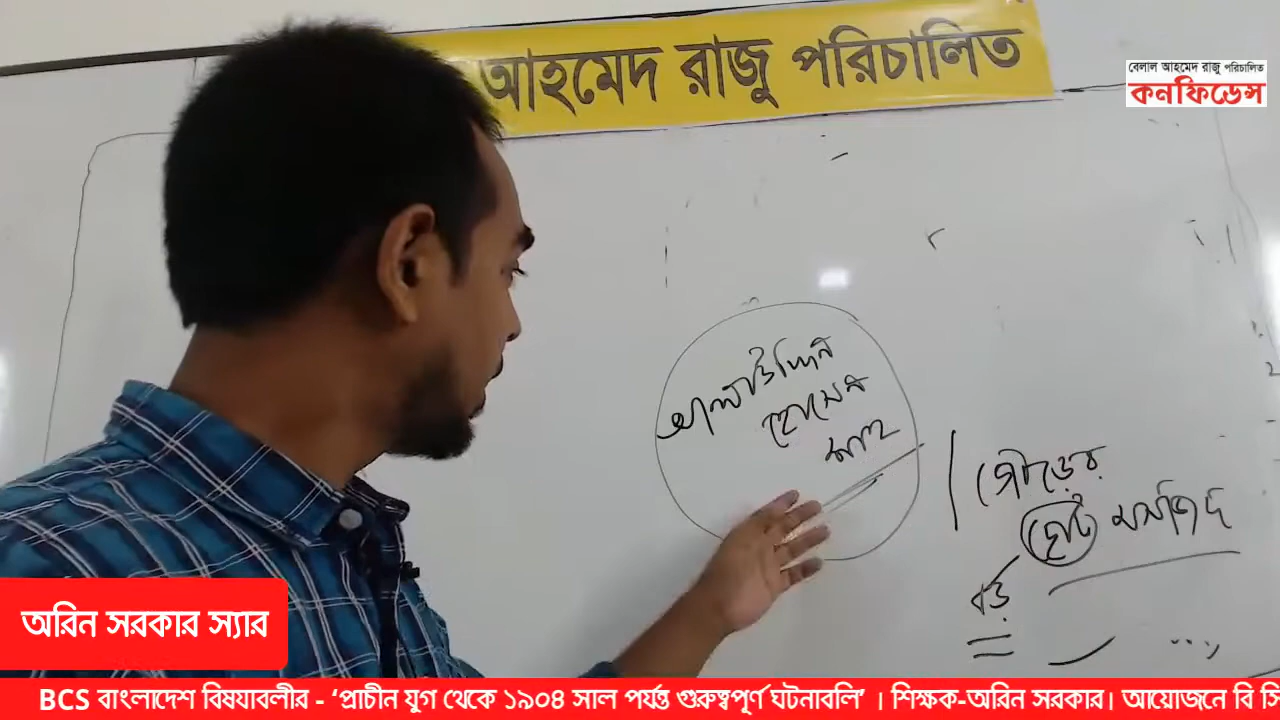 আহমেদ রাজু পরিচালিত
বেলাল আহমেদ রাজু পরিচালিত
কনফিডেন্স
আলাউদ্দিন
হোসেন
শাহ
গৌড়ের
ছোট মসজিদ
বড়
অরিন সরকার স্যার
BCS বাংলাদেশ বিষযাবলীর - ‘প্রাচীন যুগ থেকে ১৯০৪ সাল পর্যন্ত গুরুত্বপূর্ণ ঘটনাবলি’ । শিক্ষক-অরিন সরকার। আয়োজনে বি সি